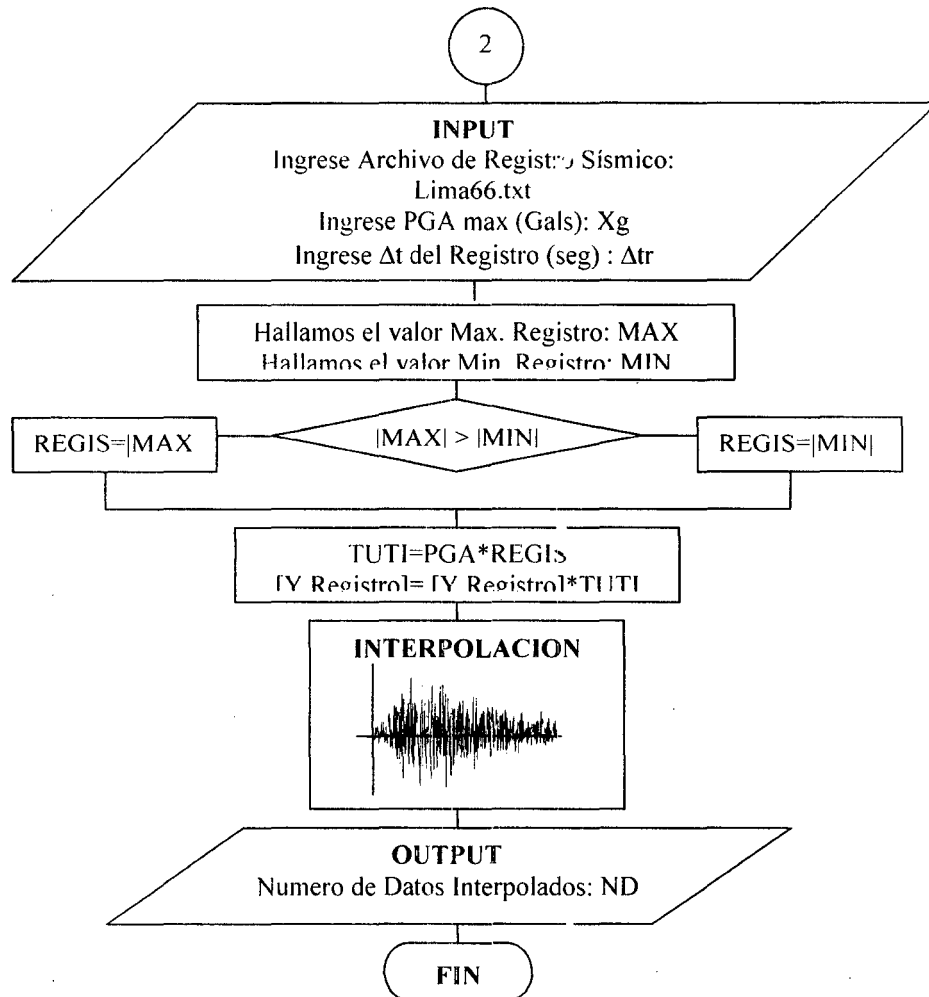 2
INPUT
Ingrese Archivo de Registro Sísmico:
Lima66.txt
Ingrese PGA max (Gals): Xg
Ingrese Δt del Registro (seg) : Δtr
Hallamos el valor Max. Registro: MAX
Hallamos el valor Min. Registro: MIN
REGIS=|MAX
|MAX| > |MIN|
REGIS=|MIN|
TUTI=PGA*REGIS
[Y Registro]= [Y Registro]*TUTI
INTERPOLACION
OUTPUT
Numero de Datos Interpolados: ND
FIN